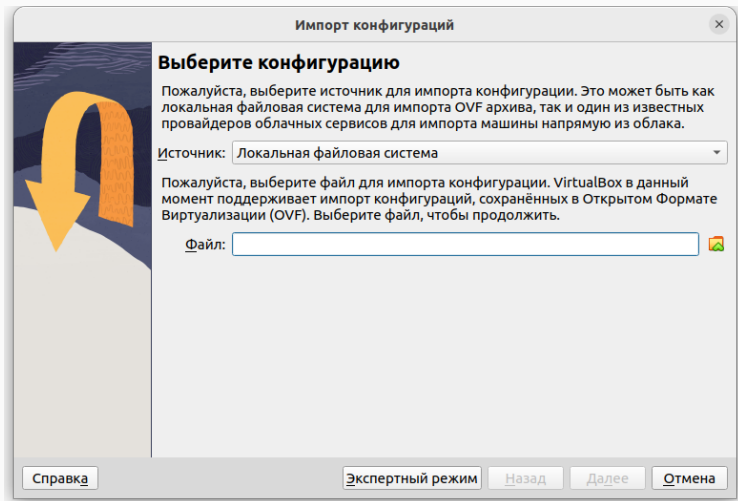 Импорт конфигураций
Выберите конфигурацию
Пожалуйста, выберите источник для импорта конфигурации. Это может быть как
локальная файловая система для импорта OVF архива, так и один из известных
провайдеров облачных сервисов для импорта машины напрямую из облака.
Источник: Локальная файловая система
Пожалуйста, выберите файл для импорта конфигурации. VirtualBox в данный
момент поддерживает импорт конфигураций, сохранённых в Открытом Формате
Виртуализации (OVF). Выберите файл, чтобы продолжить.
Файл:
Справка Экспертный режим Назад Далее Отмена